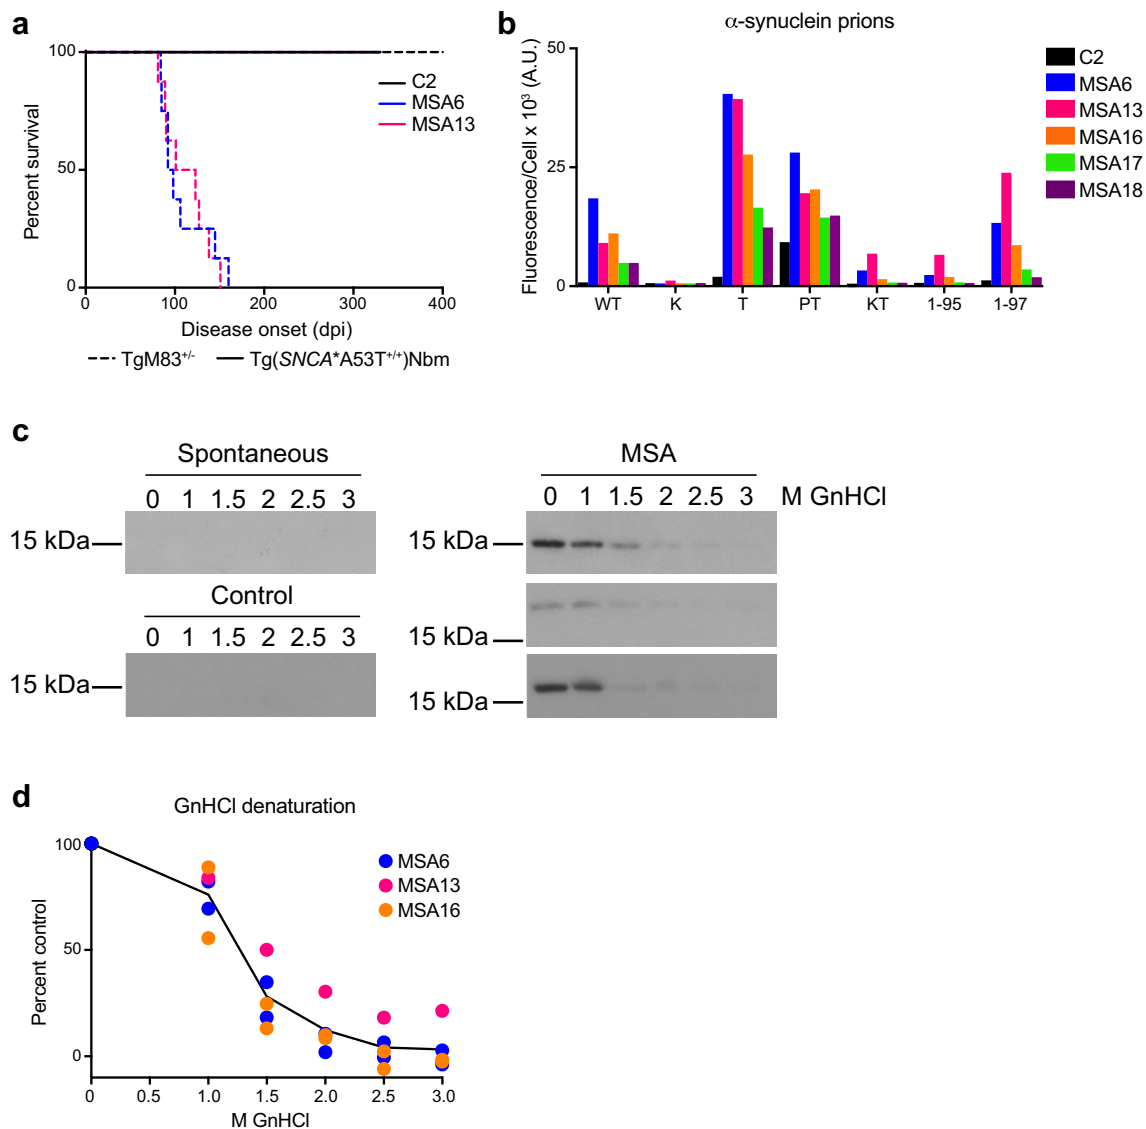 a
100
50
0
Percent survival
0 100 200 300 400
Disease onset (dpi)
C2
MSA6
MSA13
TgM83+/- Tg(SNCA*A53T+/+)Nbm
b
α-synuclein prions
50
25
0
Fluorescence/Cell x 10³ (A.U.)
WT K T PT KT 1-95 1-97
C2
MSA6
MSA13
MSA16
MSA17
MSA18
c
Spontaneous
0 1 1.5 2 2.5 3
15 kDa
Control
0 1 1.5 2 2.5 3
15 kDa
MSA
0 1 1.5 2 2.5 3 M GnHCl
15 kDa
15 kDa
15 kDa
d
GnHCl denaturation
100
50
0
Percent control
0 0.5 1.0 1.5 2.0 2.5 3.0
M GnHCl
MSA6
MSA13
MSA16